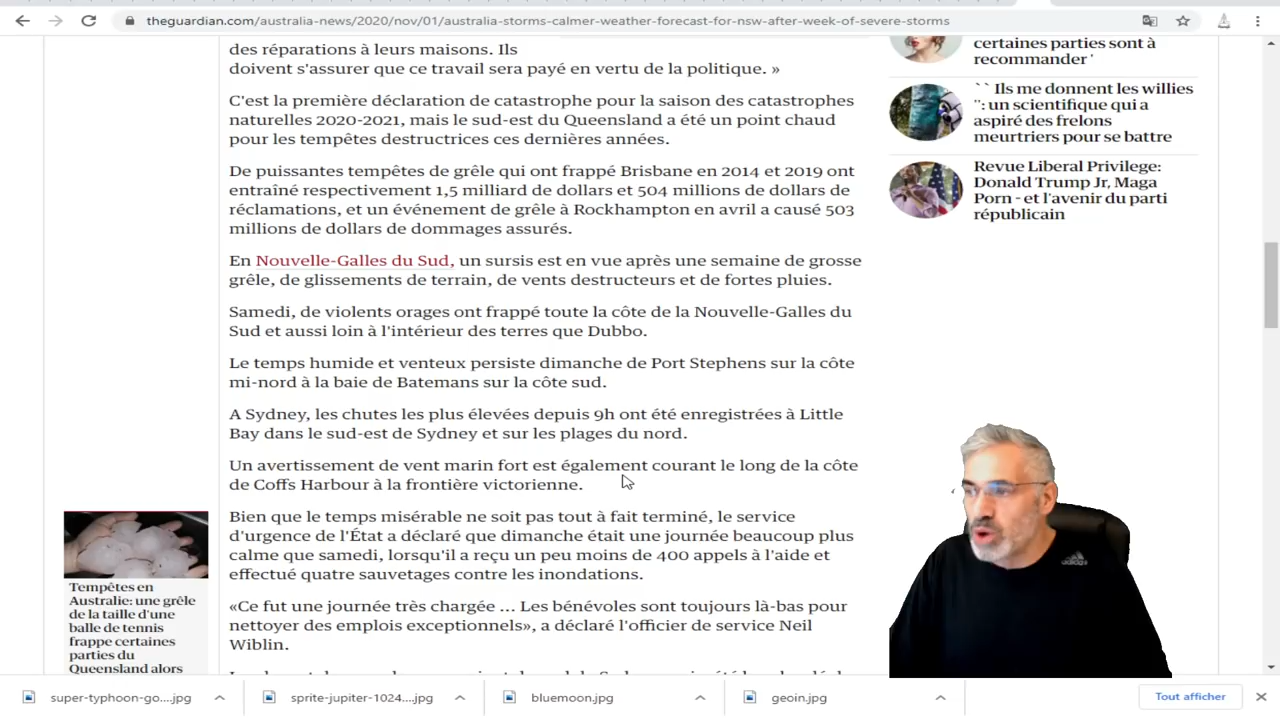 theguardian.com/australia-news/2020/nov/01/australia-storms-calmer-weather-forecast-for-nsw-after-week-of-severe-storms
des réparations à leurs maisons. Ils
doivent s'assurer que ce travail sera payé en vertu de la politique. »
C'est la première déclaration de catastrophe pour la saison des catastrophes
naturelles 2020-2021, mais le sud-est du Queensland a été un point chaud
pour les tempêtes destructrices ces dernières années.
De puissantes tempêtes de grêle qui ont frappé Brisbane en 2014 et 2019 ont
entraîné respectivement 1,5 milliard de dollars et 504 millions de dollars de
réclamations, et un événement de grêle à Rockhampton en avril a causé 503
millions de dollars de dommages assurés.
En Nouvelle-Galles du Sud, un sursis est en vue après une semaine de grosse
grêle, de glissements de terrain, de vents destructeurs et de fortes pluies.
Samedi, de violents orages ont frappé toute la côte de la Nouvelle-Galles du
Sud et aussi loin à l'intérieur des terres que Dubbo.
Le temps humide et venteux persiste dimanche de Port Stephens sur la côte
mi-nord à la baie de Batemans sur la côte sud.
A Sydney, les chutes les plus élevées depuis 9h ont été enregistrées à Little
Bay dans le sud-est de Sydney et sur les plages du nord.
Un avertissement de vent marin fort est également courant le long de la côte
de Coffs Harbour à la frontière victorienne.
Bien que le temps misérable ne soit pas tout à fait terminé, le service
d'urgence de l'État a déclaré que dimanche était une journée beaucoup plus
calme que samedi, lorsqu'il a reçu un peu moins de 400 appels à l'aide et
effectué quatre sauvetages contre les inondations.
«Ce fut une journée très chargée ... Les bénévoles sont toujours là-bas pour
nettoyer des emplois exceptionnels», a déclaré l'officier de service Neil
Wiblin.
certaines parties sont à
recommander '
`` Ils me donnent les willies
'': un scientifique qui a
aspiré des frelons
meurtriers pour se battre
Revue Liberal Privilege:
Donald Trump Jr, Maga
Porn - et l'avenir du parti
républicain
Tempêtes en
Australie: une grêle
de la taille d'une
balle de tennis
frappe certaines
parties du
Queensland alors
adidas
super-typhoon-go....jpg
sprite-jupiter-1024....jpg
bluemoon.jpg
geoin.jpg
Tout afficher